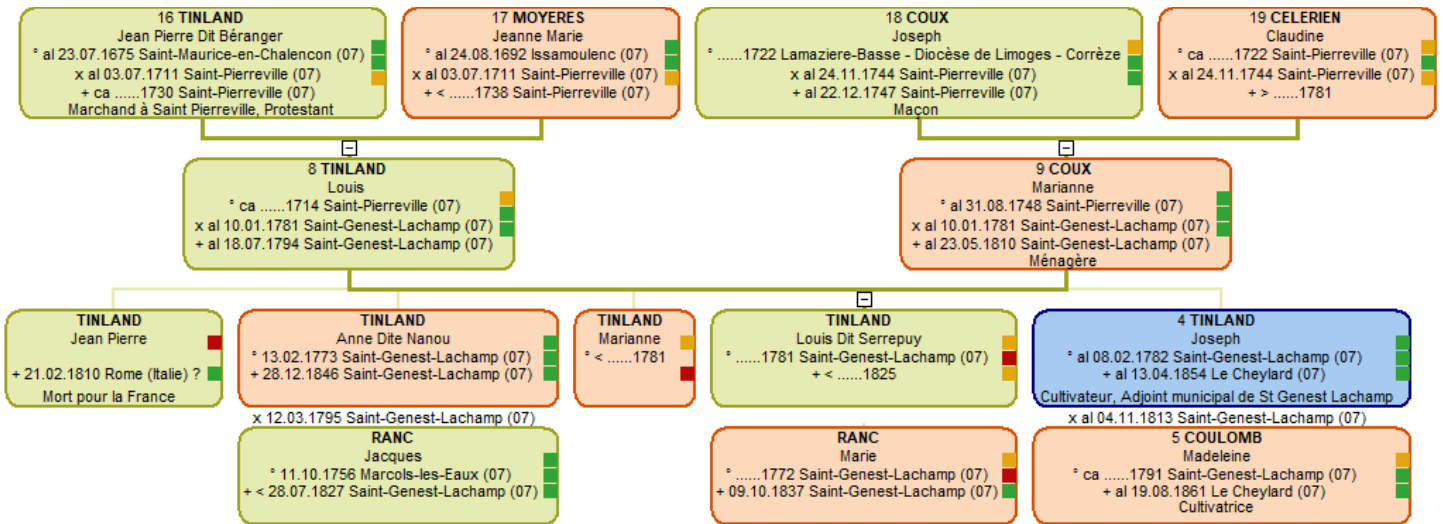 16 TINLAND
Jean Pierre Dit Béranger
° al 23.07.1675 Saint-Maurice-en-Chalencon (07)
x al 03.07.1711 Saint-Pierreville (07)
+ ca ......1730 Saint-Pierreville (07)
Marchand à Saint Pierreville, Protestant
17 MOYERES
Jeanne Marie
° al 24.08.1692 Issamoulenc (07)
x al 03.07.1711 Saint-Pierreville (07)
+ < ......1738 Saint-Pierreville (07)
18 COUX
Joseph
° ......1722 Lamaziere-Basse - Diocèse de Limoges - Corrèze
x al 24.11.1744 Saint-Pierreville (07)
+ al 22.12.1747 Saint-Pierreville (07)
Maçon
19 CELERIEN
Claudine
° ca ......1722 Saint-Pierreville (07)
x al 24.11.1744 Saint-Pierreville (07)
+ > ......1781
8 TINLAND
Louis
° ca ......1714 Saint-Pierreville (07)
x al 10.01.1781 Saint-Genest-Lachamp (07)
+ al 18.07.1794 Saint-Genest-Lachamp (07)
9 COUX
Marianne
° al 31.08.1748 Saint-Pierreville (07)
x al 10.01.1781 Saint-Genest-Lachamp (07)
+ al 23.05.1810 Saint-Genest-Lachamp (07)
Ménagère
TINLAND
Jean Pierre
+ 21.02.1810 Rome (Italie) ?
Mort pour la France
TINLAND
Anne Dite Nanou
° 13.02.1773 Saint-Genest-Lachamp (07)
+ 28.12.1846 Saint-Genest-Lachamp (07)
x 12.03.1795 Saint-Genest-Lachamp (07)
RANC
Jacques
° 11.10.1756 Marcols-les-Eaux (07)
+ < 28.07.1827 Saint-Genest-Lachamp (07)
TINLAND
Marianne
° < ......1781
TINLAND
Louis Dit Serrepuy
° ......1781 Saint-Genest-Lachamp (07)
+ < ......1825
RANC
Marie
° ......1772 Saint-Genest-Lachamp (07)
+ 09.10.1837 Saint-Genest-Lachamp (07)
4 TINLAND
Joseph
° al 08.02.1782 Saint-Genest-Lachamp (07)
+ al 13.04.1854 Le Cheylard (07)
Cultivateur, Adjoint municipal de St Genest Lachamp
x al 04.11.1813 Saint-Genest-Lachamp (07)
5 COULOMB
Madeleine
° ca ......1791 Saint-Genest-Lachamp (07)
+ al 19.08.1861 Le Cheylard (07)
Cultivatrice